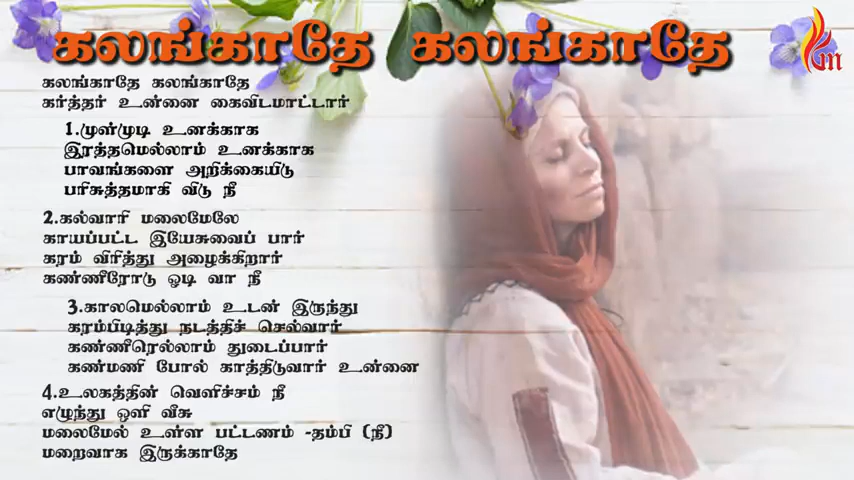 கலங்காதே கலங்காதே
கலங்காதே கலங்காதே
கர்த்தர் உன்னை கைவிடமாட்டார்
1.முள்முடி உனக்காக
இரத்தமெல்லாம் உனக்காக
பாவங்களை அறிக்கையிடு
பரிசுத்தமாகி விடு நீ
2.கல்வாரி மலைமேலே
காயப்பட்ட இயேசுவைப் பார்
கரம் விரித்து அழைக்கிறார்
கண்ணீரோடு ஓடி வா நீ
3.காலமெல்லாம் உடன் இருந்து
கரம்பிடித்து நடத்திச் செல்வார்
கண்ணீரெல்லாம் துடைப்பார்
கண்மணி போல் காத்திடுவார் உன்னை
4.உலகத்தின் வெளிச்சம் நீ
எழுந்து ஒளி வீசு
மலைமேல் உள்ள பட்டணம் -தம்பி (நீ)
மறைவாக இருக்காதே